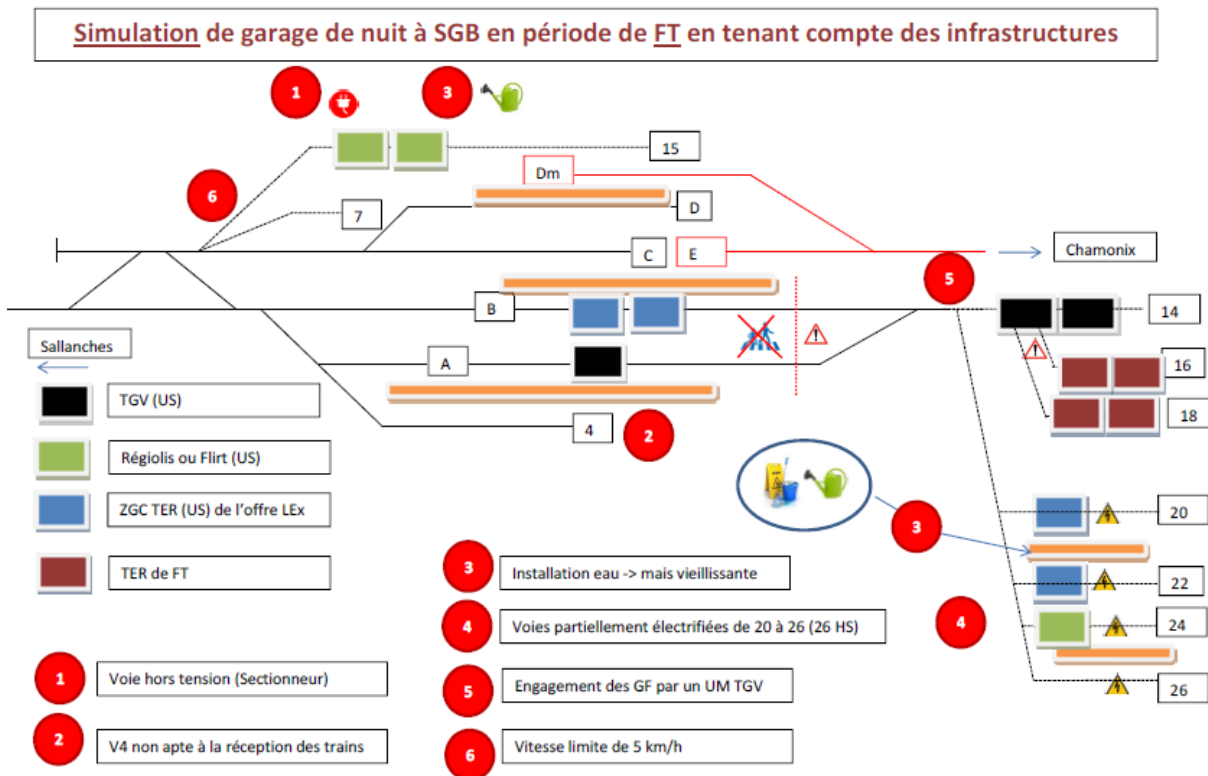 Simulation de garage de nuit à SGB en période de FT en tenant compte des infrastructures
1
3
15
Dm
6
7
D
C
E
Chamonix
5
B
14
Sallanches
A
16
TGV (US)
18
4
2
Régiolis ou Flirt (US)
ZGC TER (US) de l'offre LEx
20
3
TER de FT
3
Installation eau -> mais vieillissante
22
4
Voies partiellement électrifiées de 20 à 26 (26 HS)
4
24
1
Voie hors tension (Sectionneur)
5
Engagement des GF par un UM TGV
26
2
V4 non apte à la réception des trains
6
Vitesse limite de 5 km/h